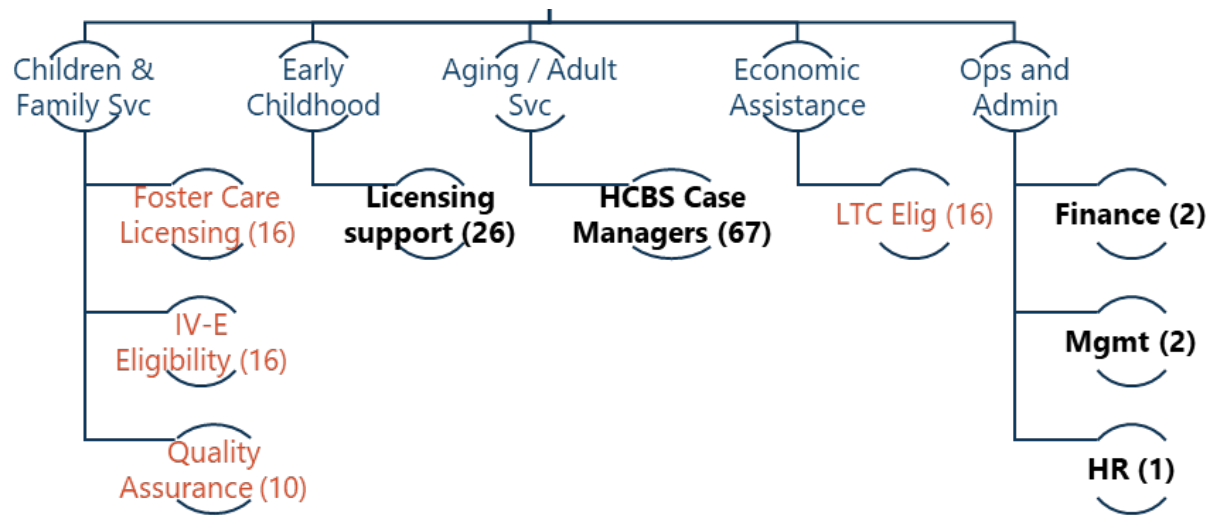 Children &
Family Svc
Early
Childhood
Aging / Adult
Svc
Economic
Assistance
Ops and
Admin
Foster Care
Licensing (16)
Licensing
support (26)
HCBS Case
Managers (67)
LTC Elig (16)
Finance (2)
IV-E
Eligibility (16)
Mgmt (2)
Quality
Assurance (10)
HR (1)